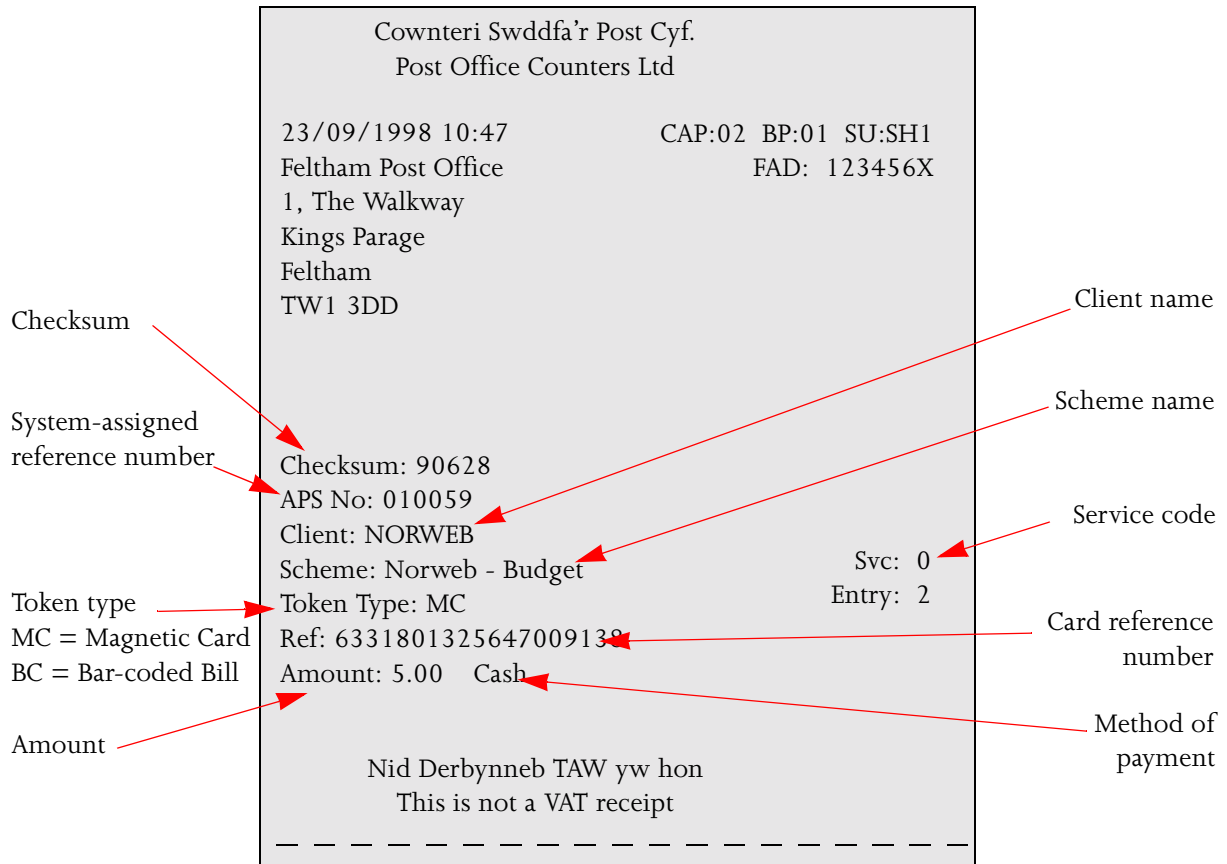 Cownteri Swddfa'r Post Cyf.
Post Office Counters Ltd
23/09/1998 10:47 CAP:02 BP:01 SU:SH1
Feltham Post Office FAD: 123456X
1, The Walkway
Kings Parage
Feltham
TW1 3DD
Checksum: 90628
APS No: 010059
Client: NORWEB
Scheme: Norweb - Budget
Svc: 0
Token Type: MC
Entry: 2
Ref: 6331801325647009138
Amount: 5.00 Cash
Nid Derbynneb TAW yw hon
This is not a VAT receipt
Checksum
System-assigned
reference number
Token type
MC = Magnetic Card
BC = Bar-coded Bill
Amount
Client name
Scheme name
Service code
Card reference
number
Method of
payment